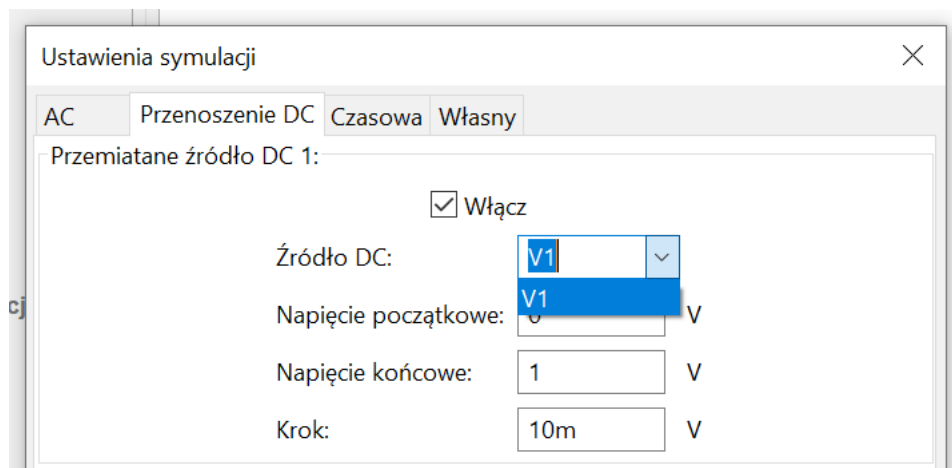 Ustawienia symulacji
AC Przenoszenie DC Czasowa Własny
Przemiatane źródło DC 1:
Włącz
Źródło DC: V1
V1
Napięcie początkowe: V
Napięcie końcowe: 1 V
Krok: 10m V